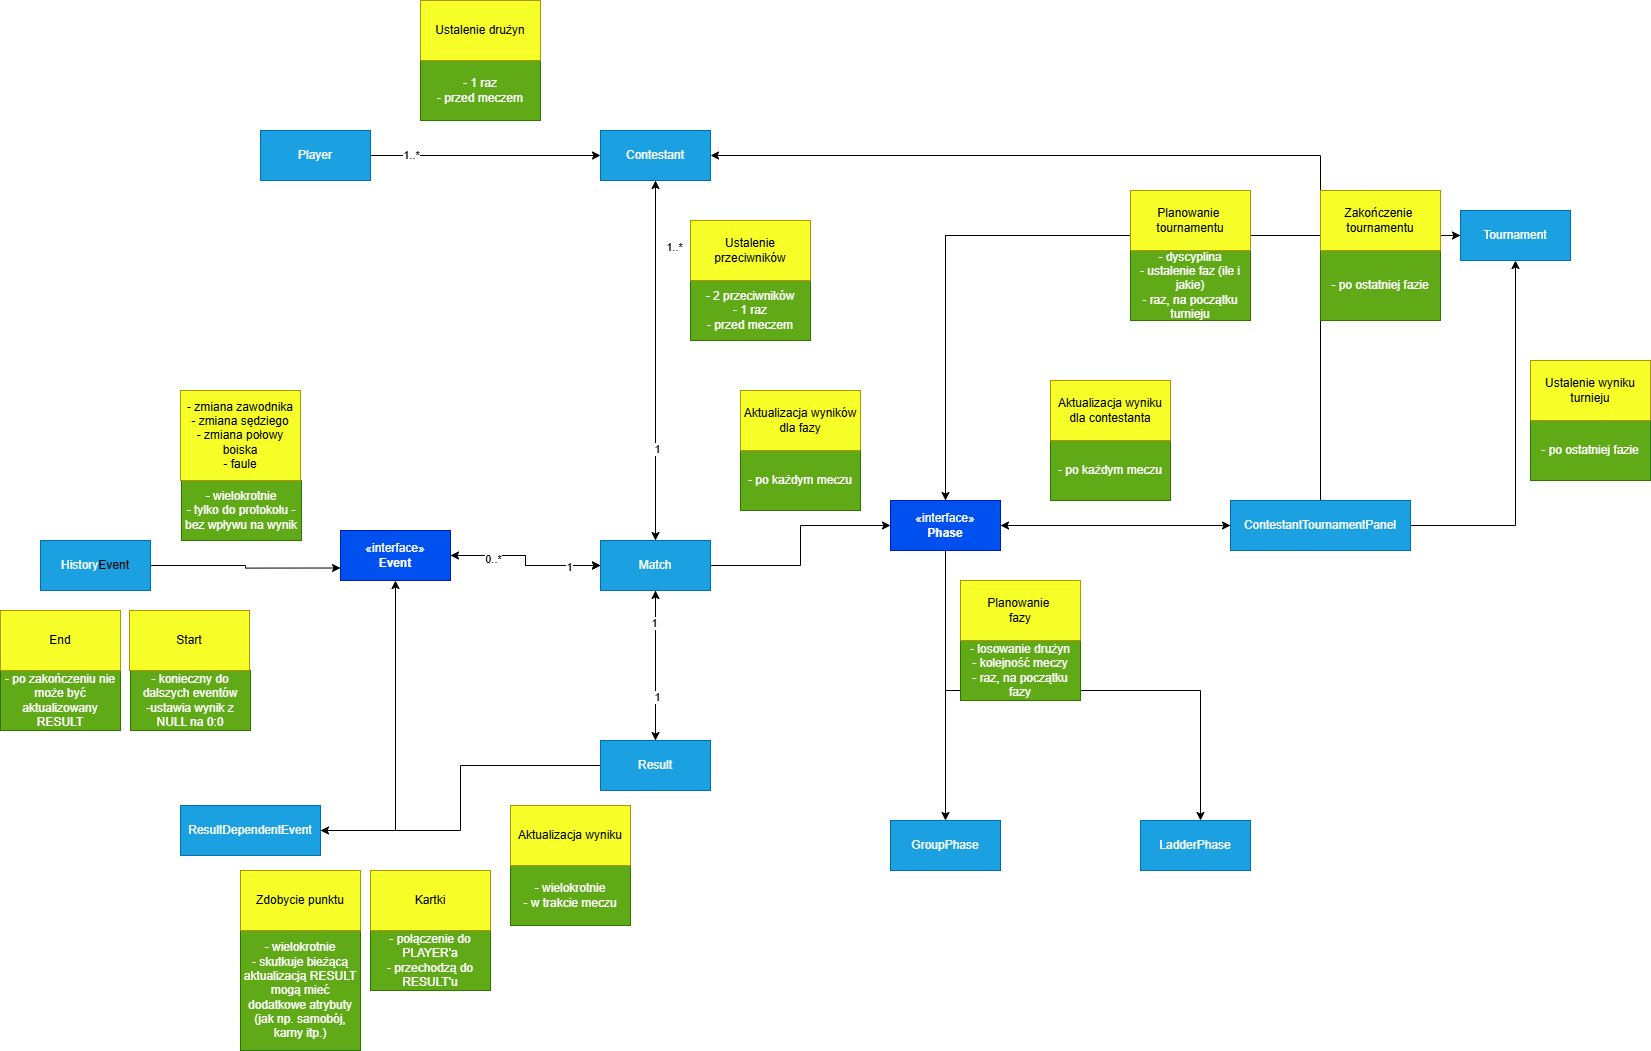 Ustalenie drużyn
- 1 raz
- przed meczem
Player
1..*
Contestant
Planowanie
tournamentu
- dyscyplina
- ustalenie faz (ile i
jakie)
- raz, na początku
turnieju
Zakończenie
tournamentu
- po ostatniej fazie
Tournament
1..*
Ustalenie
przeciwników
- 2 przeciwników
- 1 raz
- przed meczem
Ustalenie wyniku
turnieju
- po ostatniej fazie
- zmiana zawodnika
- zmiana sędziego
- zmiana połowy
boiska
- faule
- wielokrotnie
- tylko do protokołu -
bez wpływu na wynik
1
Aktualizacja wyników
dla fazy
- po każdym meczu
Aktualizacja wyniku
dla contestanta
- po każdym meczu
HistoryEvent
«interface»
Event
0..*
1
Match
«interface»
Phase
ContestantTournamentPanel
End
- po zakończeniu nie
może być
aktualizowany
RESULT
Start
- konieczny do
dalszych eventów
-ustawia wynik z
NULL na 0:0
1
1
Planowanie
fazy
- losowanie drużyn
- kolejność meczy
- raz, na początku
fazy
Result
ResultDependentEvent
Aktualizacja wyniku
- wielokrotnie
- w trakcie meczu
GroupPhase
LadderPhase
Zdobycie punktu
- wielokrotnie
- skutkuje bieżącą
aktualizacją RESULT
mogą mieć
dodatkowe atrybuty
(jak np. samobój,
karny itp.)
Kartki
- połączenie do
PLAYER'a
- przechodzą do
RESULT'u